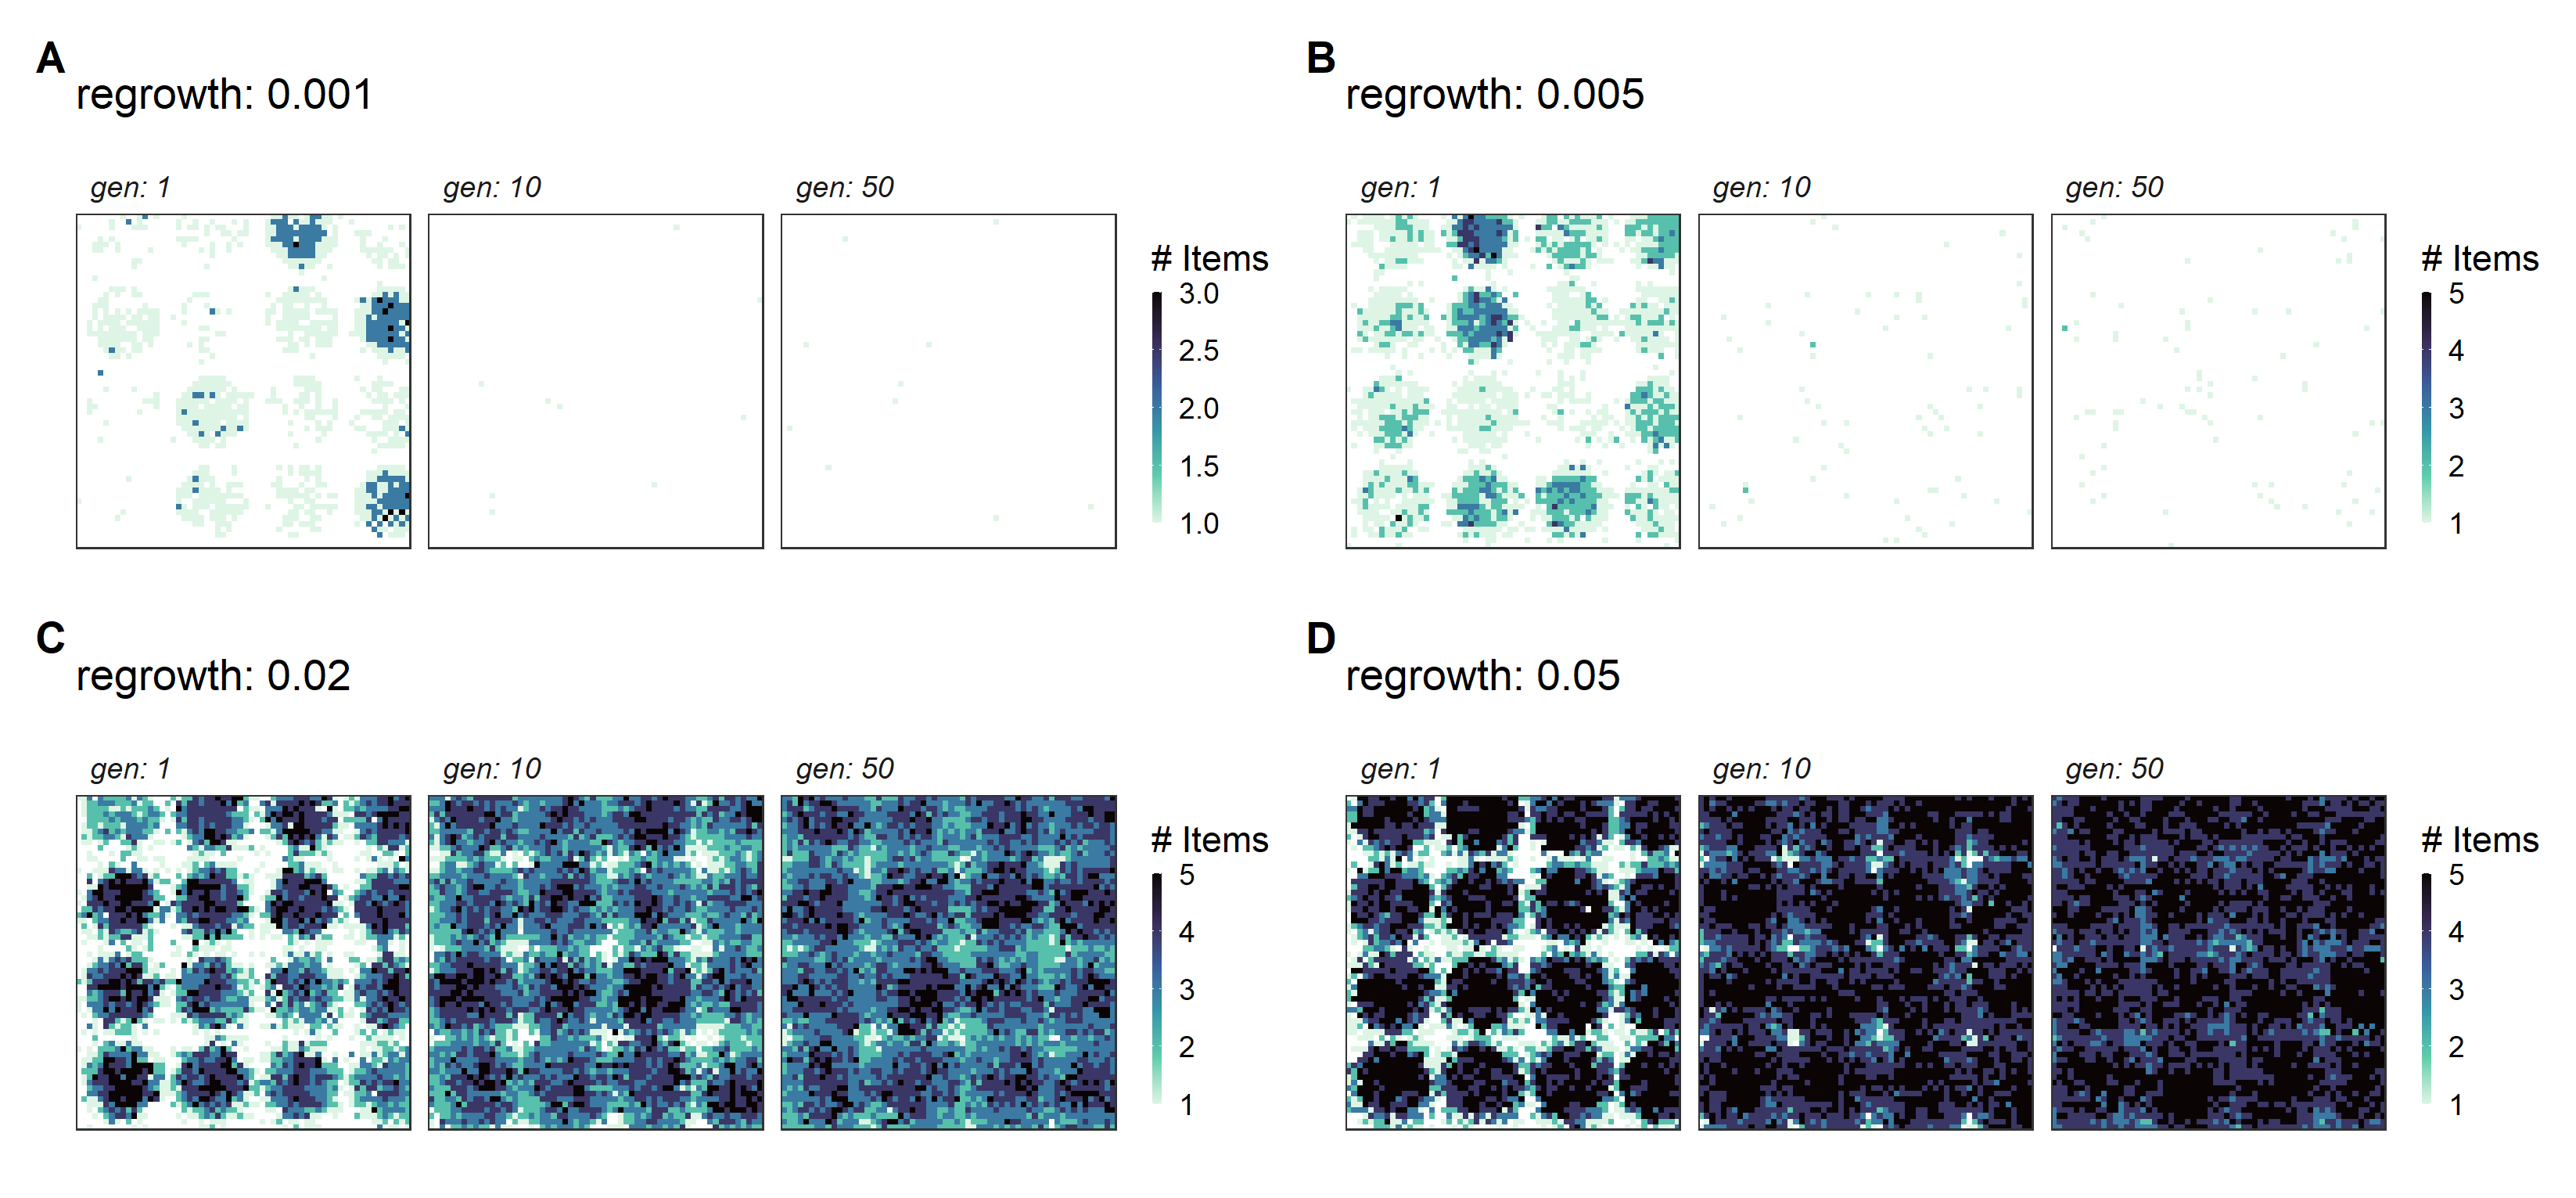 A
regrowth: 0.001
gen: 1
gen: 10
gen: 50
# Items
3.0
2.5
2.0
1.5
1.0
B
regrowth: 0.005
gen: 1
gen: 10
gen: 50
# Items
5
4
3
2
1
C
regrowth: 0.02
gen: 1
gen: 10
gen: 50
# Items
5
4
3
2
1
D
regrowth: 0.05
gen: 1
gen: 10
gen: 50
# Items
5
4
3
2
1